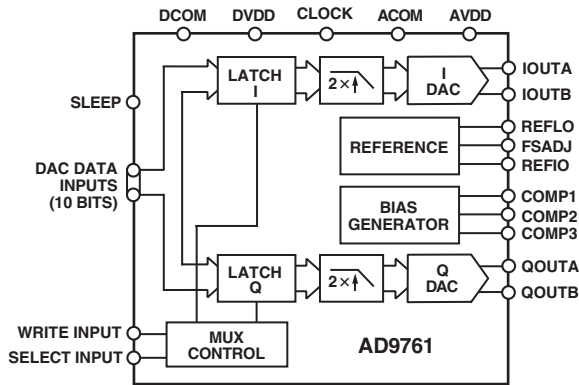 DCOM DVDD CLOCK ACOM AVDD
SLEEP
DAC DATA
INPUTS
(10 BITS)
WRITE INPUT
SELECT INPUT
LATCH
I
2×
I
DAC
IOUTA
IOUTB
REFERENCE
REFLO
FSADJ
REFIO
BIAS
GENERATOR
COMP1
COMP2
COMP3
LATCH
Q
2×
Q
DAC
QOUTA
QOUTB
MUX
CONTROL
AD9761